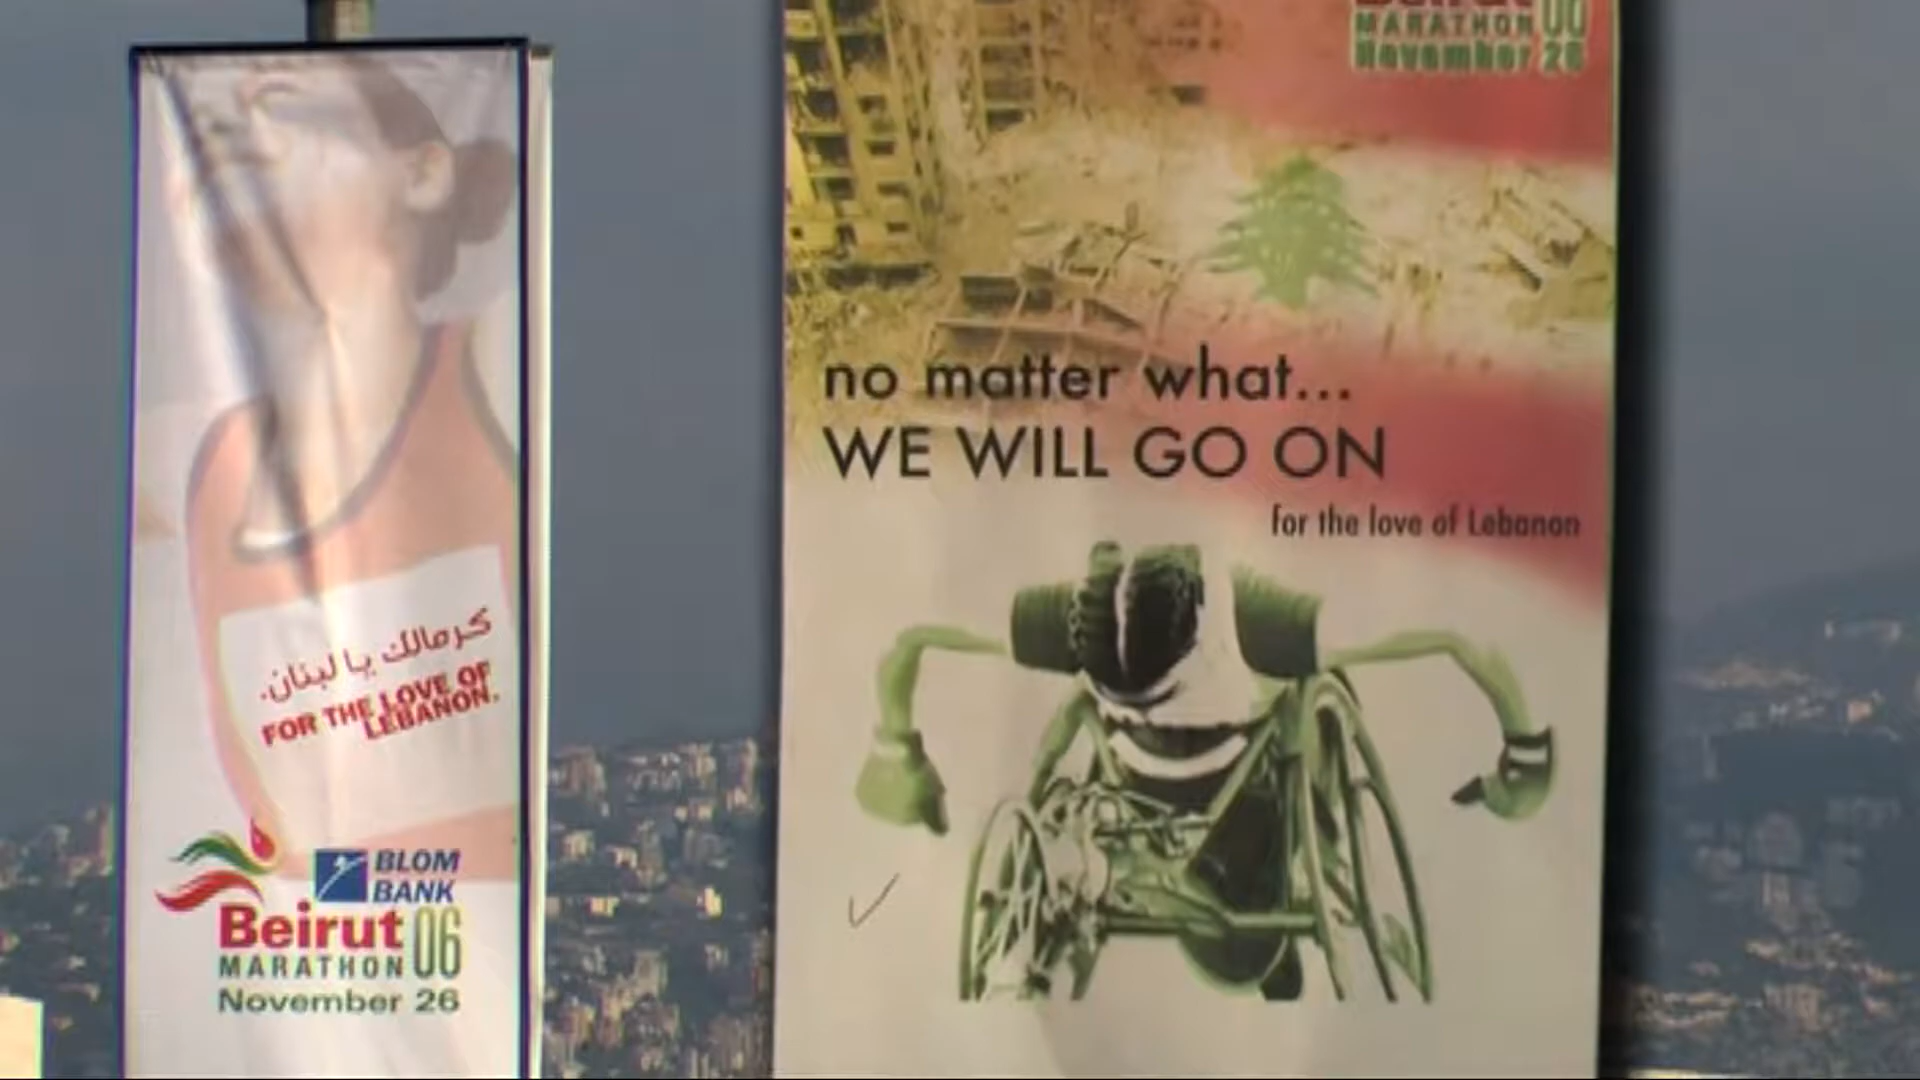 كرمالك يا لبنان.
FOR THE LOVE OF
LEBANON.
BLOM
BANK
Beirut
MARATHON 06
November 26
Beirut
MARATHON 06
November 26
no matter what...
WE WILL GO ON
for the love of Lebanon